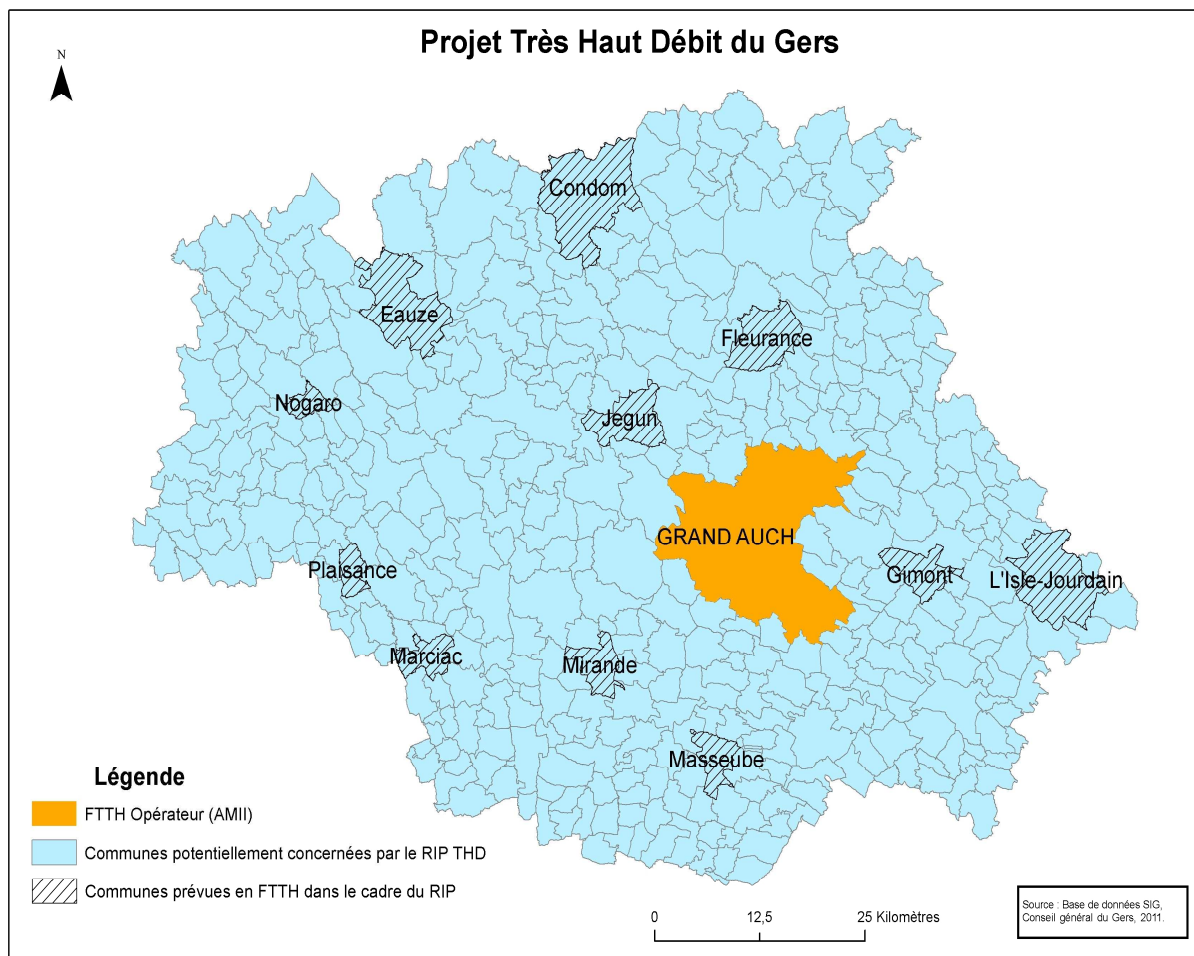 Projet Très Haut Débit du Gers
N
Condom
Eauze
Fleurance
Nogaro
Jegun
GRAND AUCH
Plaisance
Gimont
L'Isle-Jourdain
Marciac
Mirande
Masseube
Légende
FTTH Opérateur (AMII)
Communes potentiellement concernées par le RIP THD
Communes prévues en FTTH dans le cadre du RIP
0 12,5 25 Kilomètres
Source : Base de données SIG,
Conseil général du Gers, 2011.